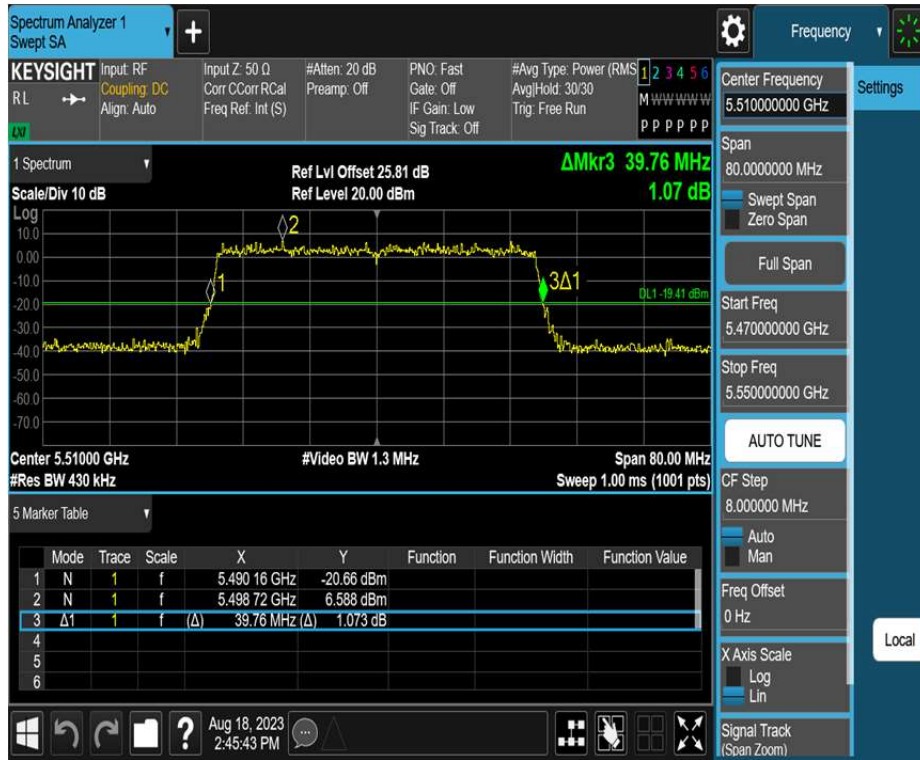 Spectrum Analyzer 1
Swept SA
+
Frequency
KEYSIGHT
RL
LXI
Input: RF
Coupling: DC
Align: Auto
Input Z: 50 Ω
Corr CCorr RCal
Freq Ref: Int (S)
#Atten: 20 dB
Preamp: Off
PNO: Fast
Gate: Off
IF Gain: Low
Sig Track: Off
#Avg Type: Power (RMS
Avg|Hold: 30/30
Trig: Free Run
1 2 3 4 5 6
M W W W W W
P P P P P P
1 Spectrum
Scale/Div 10 dB
Ref Lvl Offset 25.81 dB
Ref Level 20.00 dBm
ΔMkr3 39.76 MHz
1.07 dB
Log
10.0
0.00
-10.0
-20.0
-30.0
-40.0
-50.0
-60.0
-70.0
2
1
3Δ1
DL1 -19.41 dBm
Center 5.51000 GHz
#Video BW 1.3 MHz
Span 80.00 MHz
#Res BW 430 kHz
Sweep 1.00 ms (1001 pts)
5 Marker Table
Mode Trace Scale X Y Function Function Width Function Value
1 N 1 f 5.490 16 GHz -20.66 dBm
2 N 1 f 5.498 72 GHz 6.588 dBm
3 Δ1 1 f (Δ) 39.76 MHz (Δ) 1.073 dB
4
5
6
?
Aug 18, 2023
2:45:43 PM
Center Frequency
5.510000000 GHz
Settings
Span
80.0000000 MHz
Swept Span
Zero Span
Full Span
Start Freq
5.470000000 GHz
Stop Freq
5.550000000 GHz
AUTO TUNE
CF Step
8.000000 MHz
Auto
Man
Freq Offset
0 Hz
X Axis Scale
Log
Lin
Local
Signal Track
(Span Zoom)